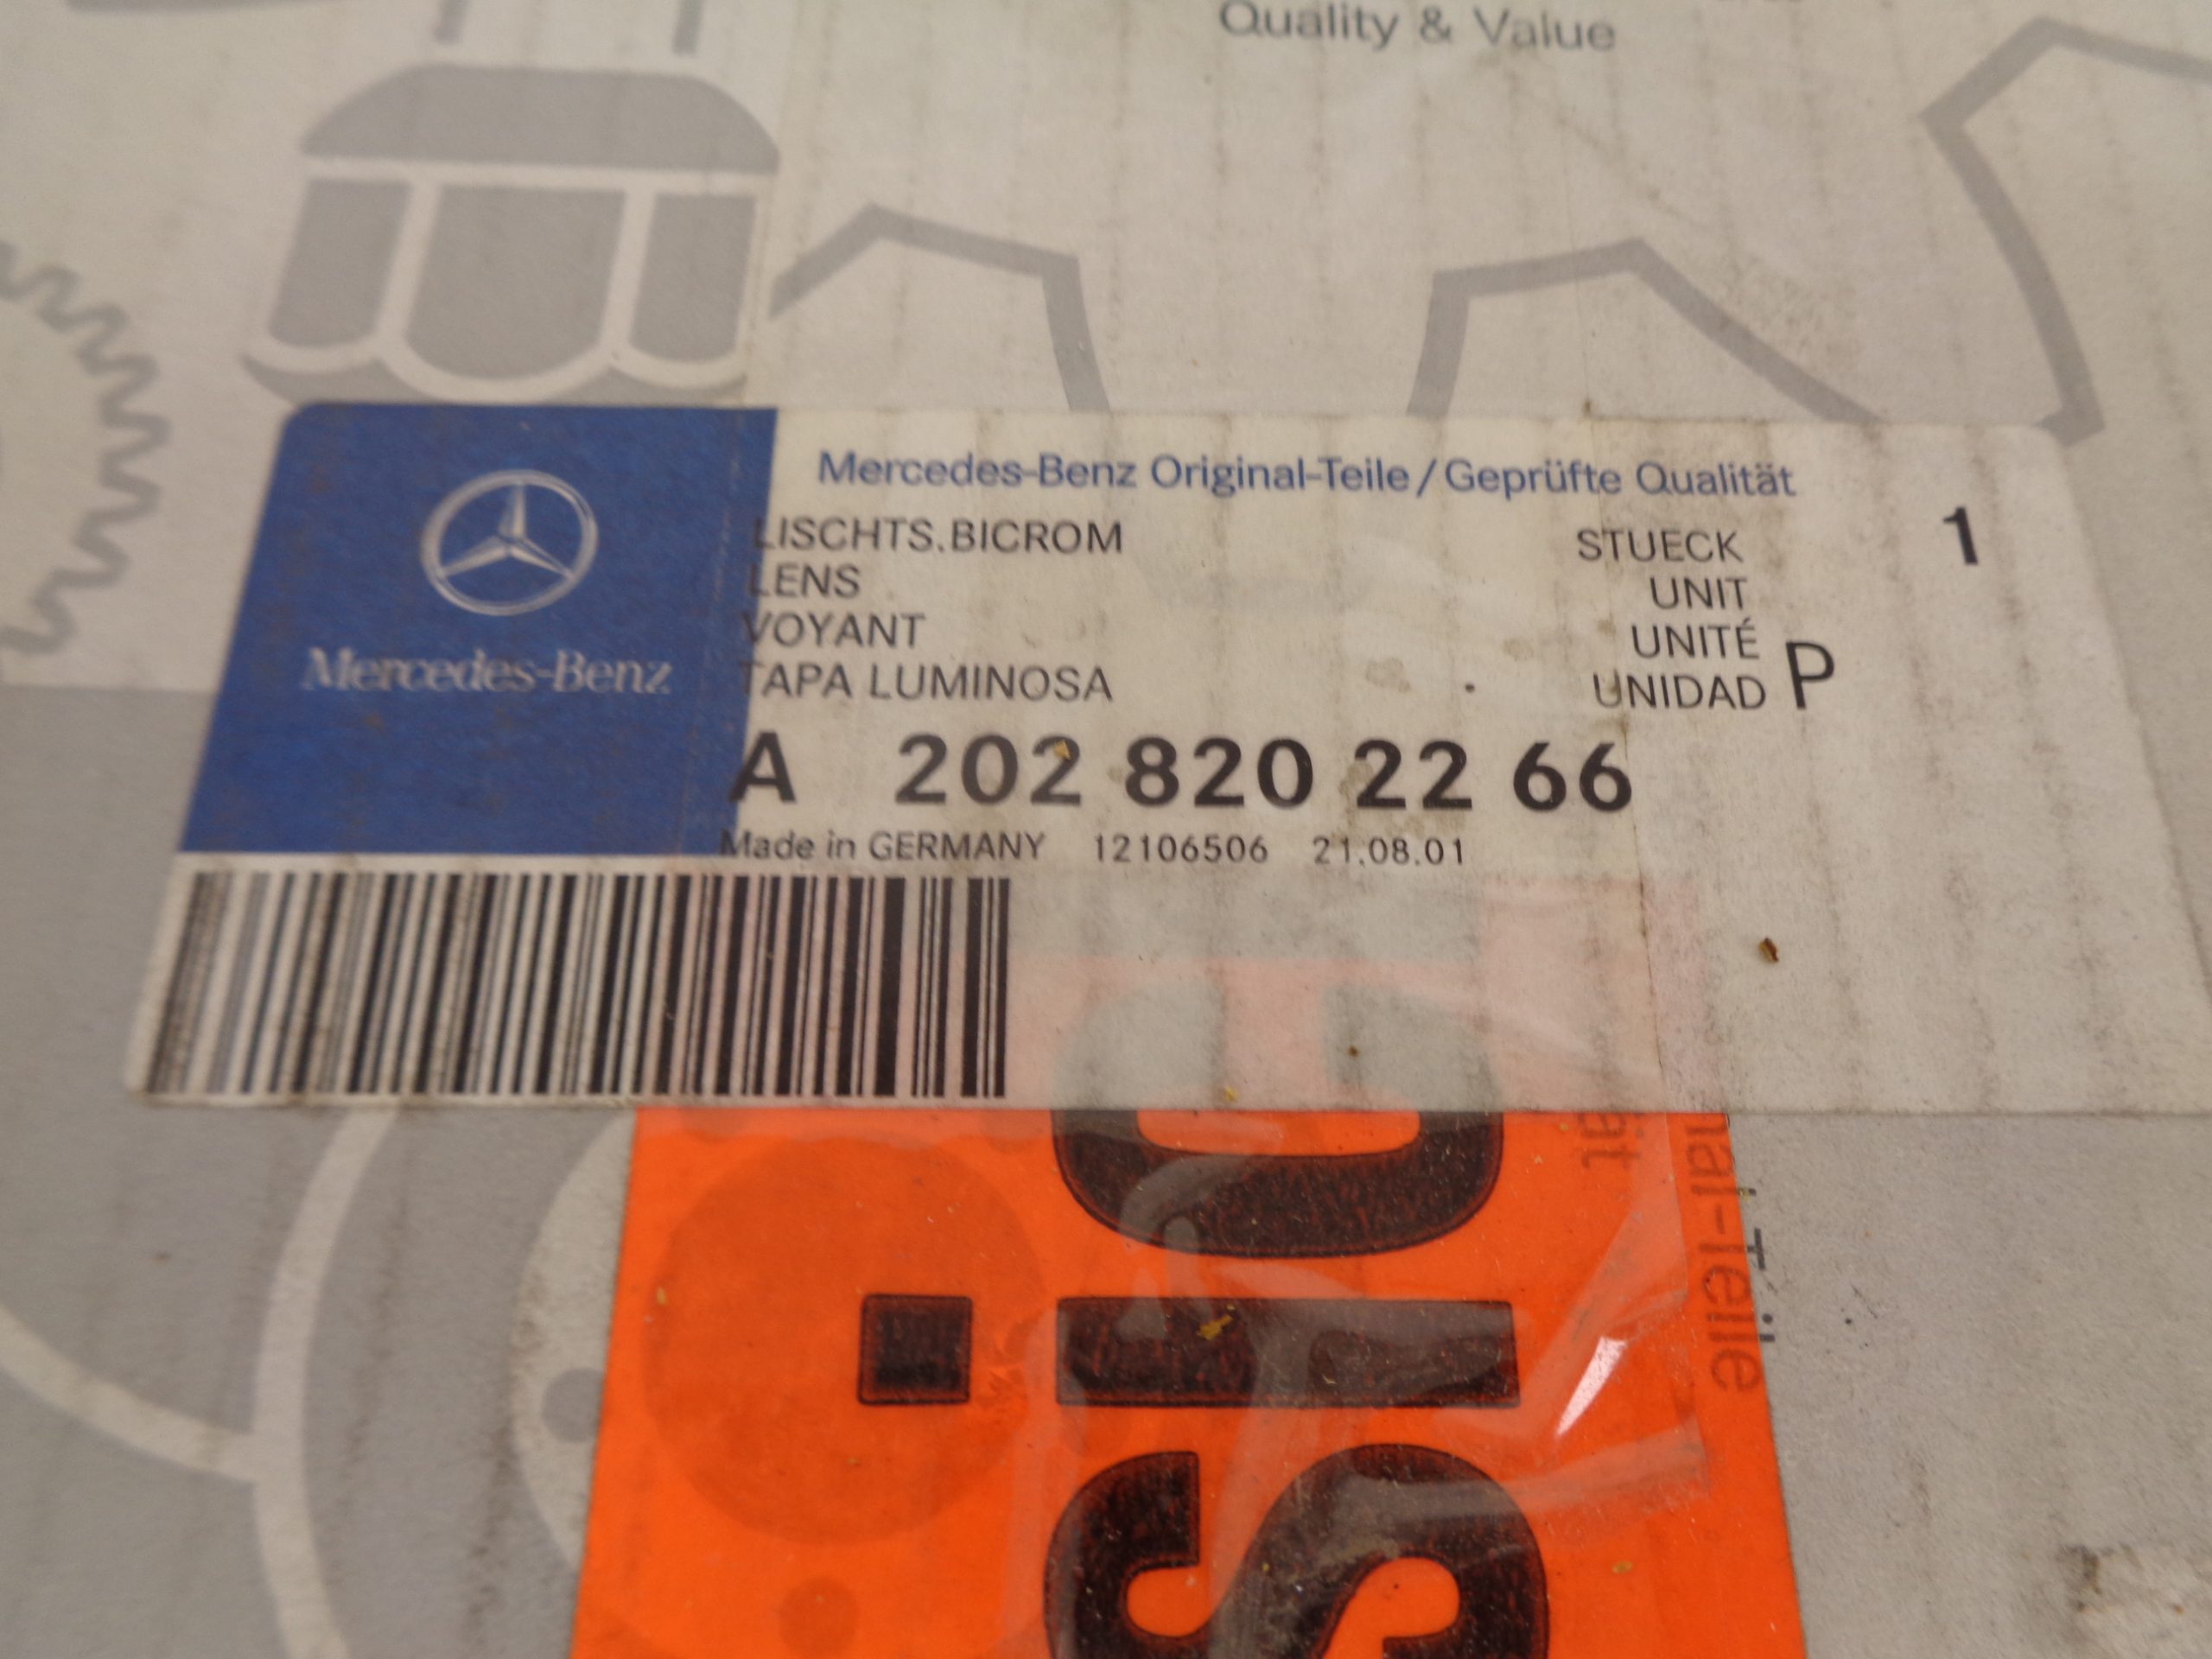 Quality & Value
Mercedes-Benz Original-Teile/Geprüfte Qualität
Mercedes-Benz
LISCHTS.BICROM
LENS
VOYANT
TAPA LUMINOSA
STUECK 1
UNIT
UNITÉ
UNIDAD P
A 202 820 22 66
Made in GERMANY 12106506 21.08.01
-Teile